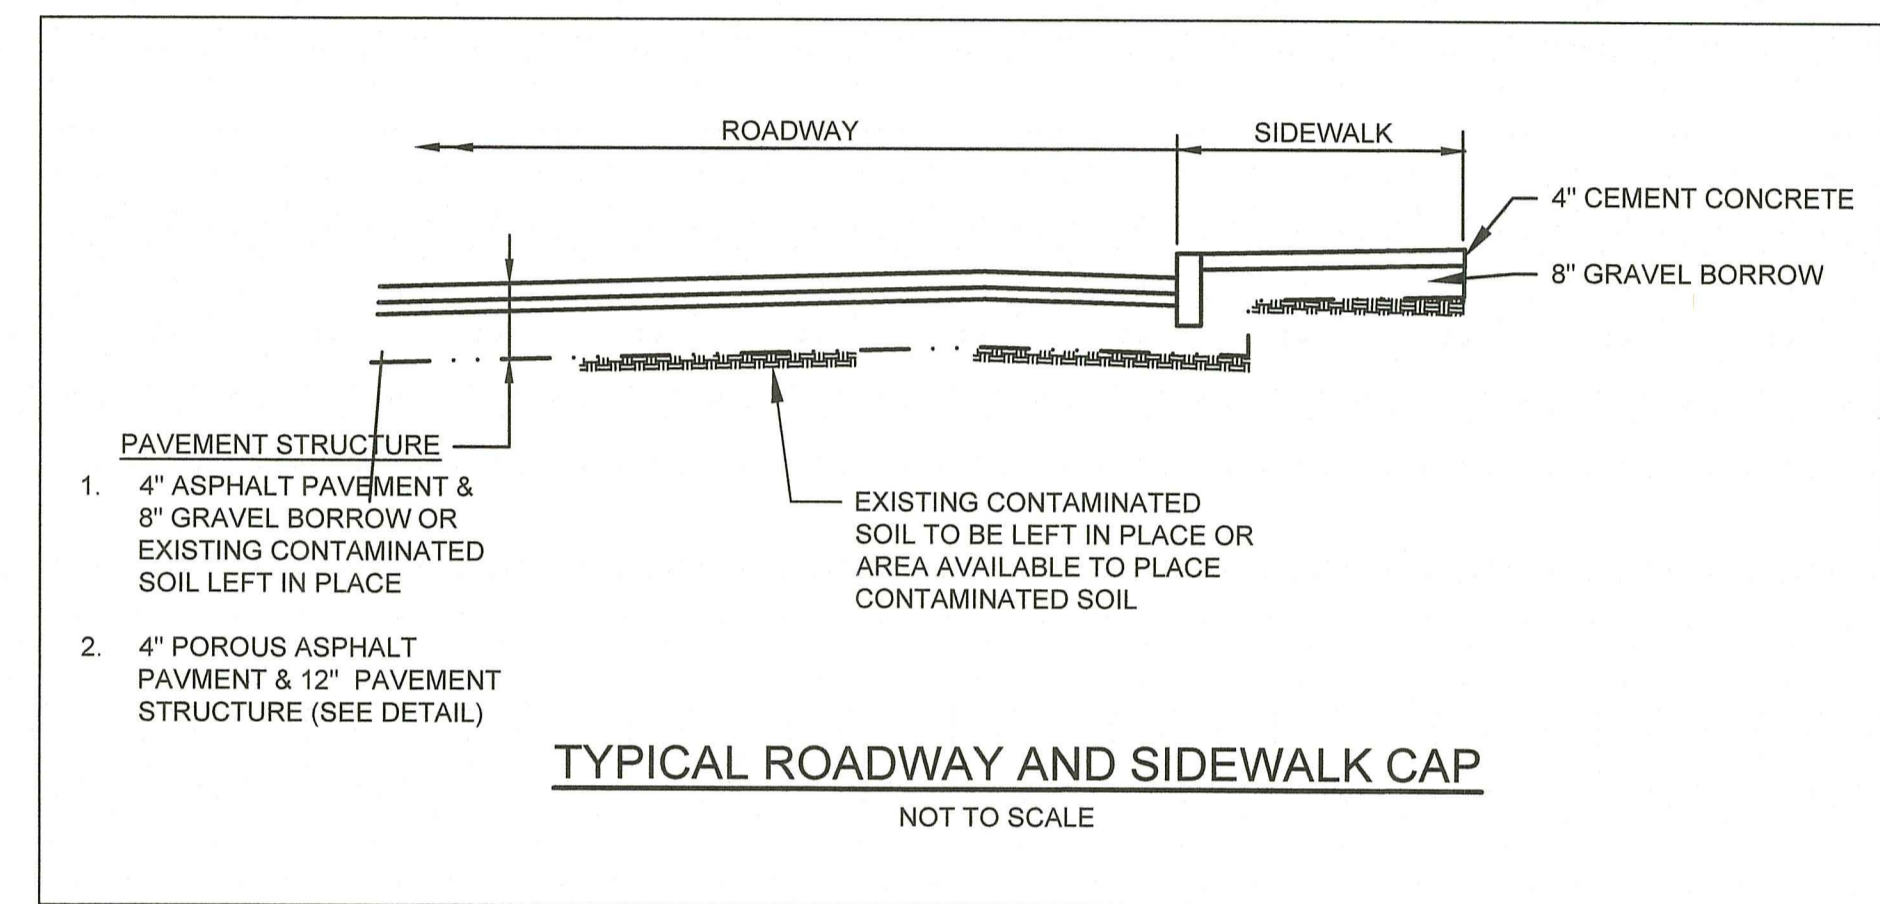 ROADWAY
SIDEWALK
4" CEMENT CONCRETE
8" GRAVEL BORROW
PAVEMENT STRUCTURE
1. 4" ASPHALT PAVEMENT &
8" GRAVEL BORROW OR
EXISTING CONTAMINATED
SOIL LEFT IN PLACE
2. 4" POROUS ASPHALT
PAVMENT & 12" PAVEMENT
STRUCTURE (SEE DETAIL)
EXISTING CONTAMINATED
SOIL TO BE LEFT IN PLACE OR
AREA AVAILABLE TO PLACE
CONTAMINATED SOIL
TYPICAL ROADWAY AND SIDEWALK CAP
NOT TO SCALE